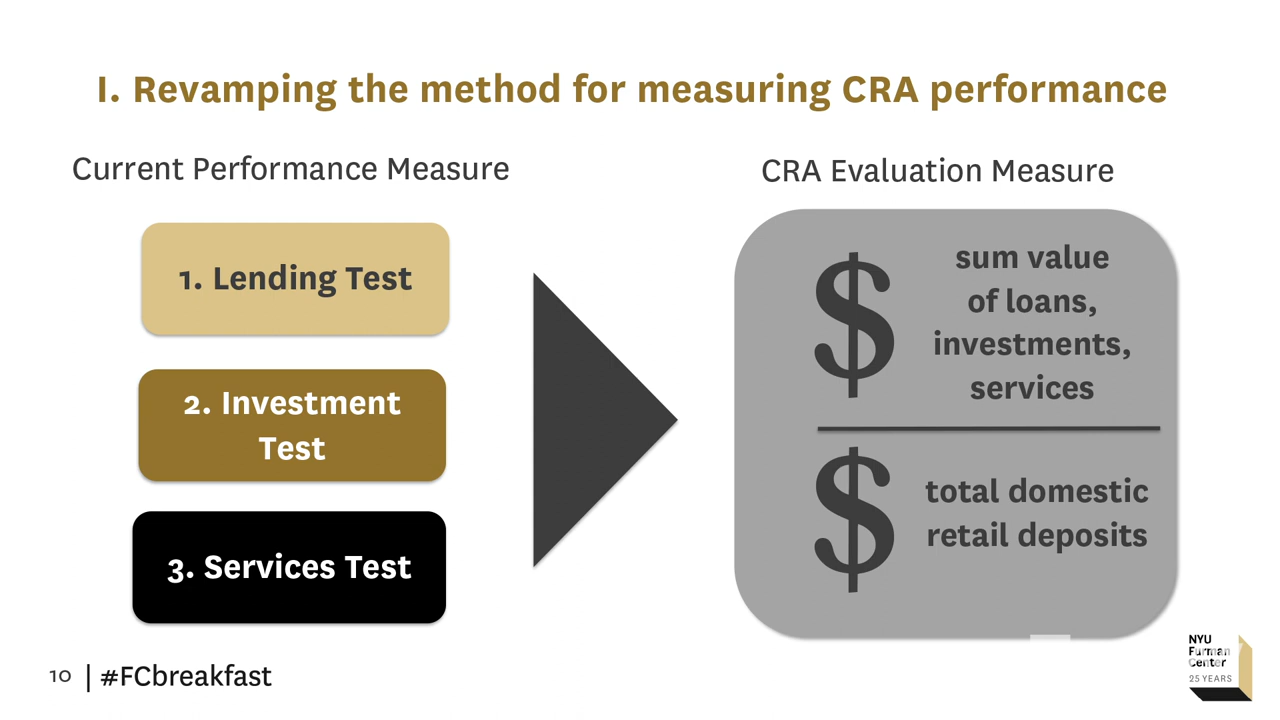 I. Revamping the method for measuring CRA performance
Current Performance Measure
1. Lending Test
2. Investment
Test
3. Services Test
CRA Evaluation Measure
$
sum value
of loans,
investments,
services
$
total domestic
retail deposits
10 | #FCbreakfast
NYU
Furman
Center
25 YEARS